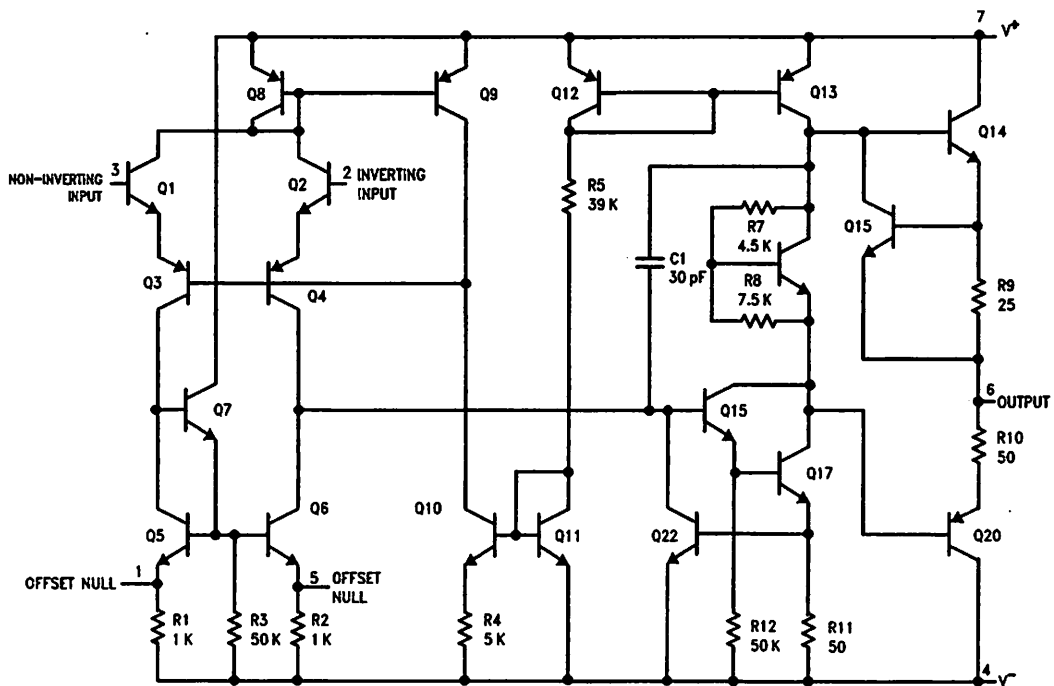 7
V+
Q8
Q9
Q12
Q13
Q14
NON-INVERTING
INPUT
3
Q1
Q2
2
INVERTING
INPUT
R5
39 K
Q15
R7
4.5 K
Q3
Q4
C1
30 pF
R8
7.5 K
R9
25
Q7
Q15
6
OUTPUT
R10
50
Q17
Q5
Q6
Q10
Q11
Q22
Q20
OFFSET NULL
1
5
OFFSET
NULL
R1
1 K
R3
50 K
R2
1 K
R4
5 K
R12
50 K
R11
50
4
V-